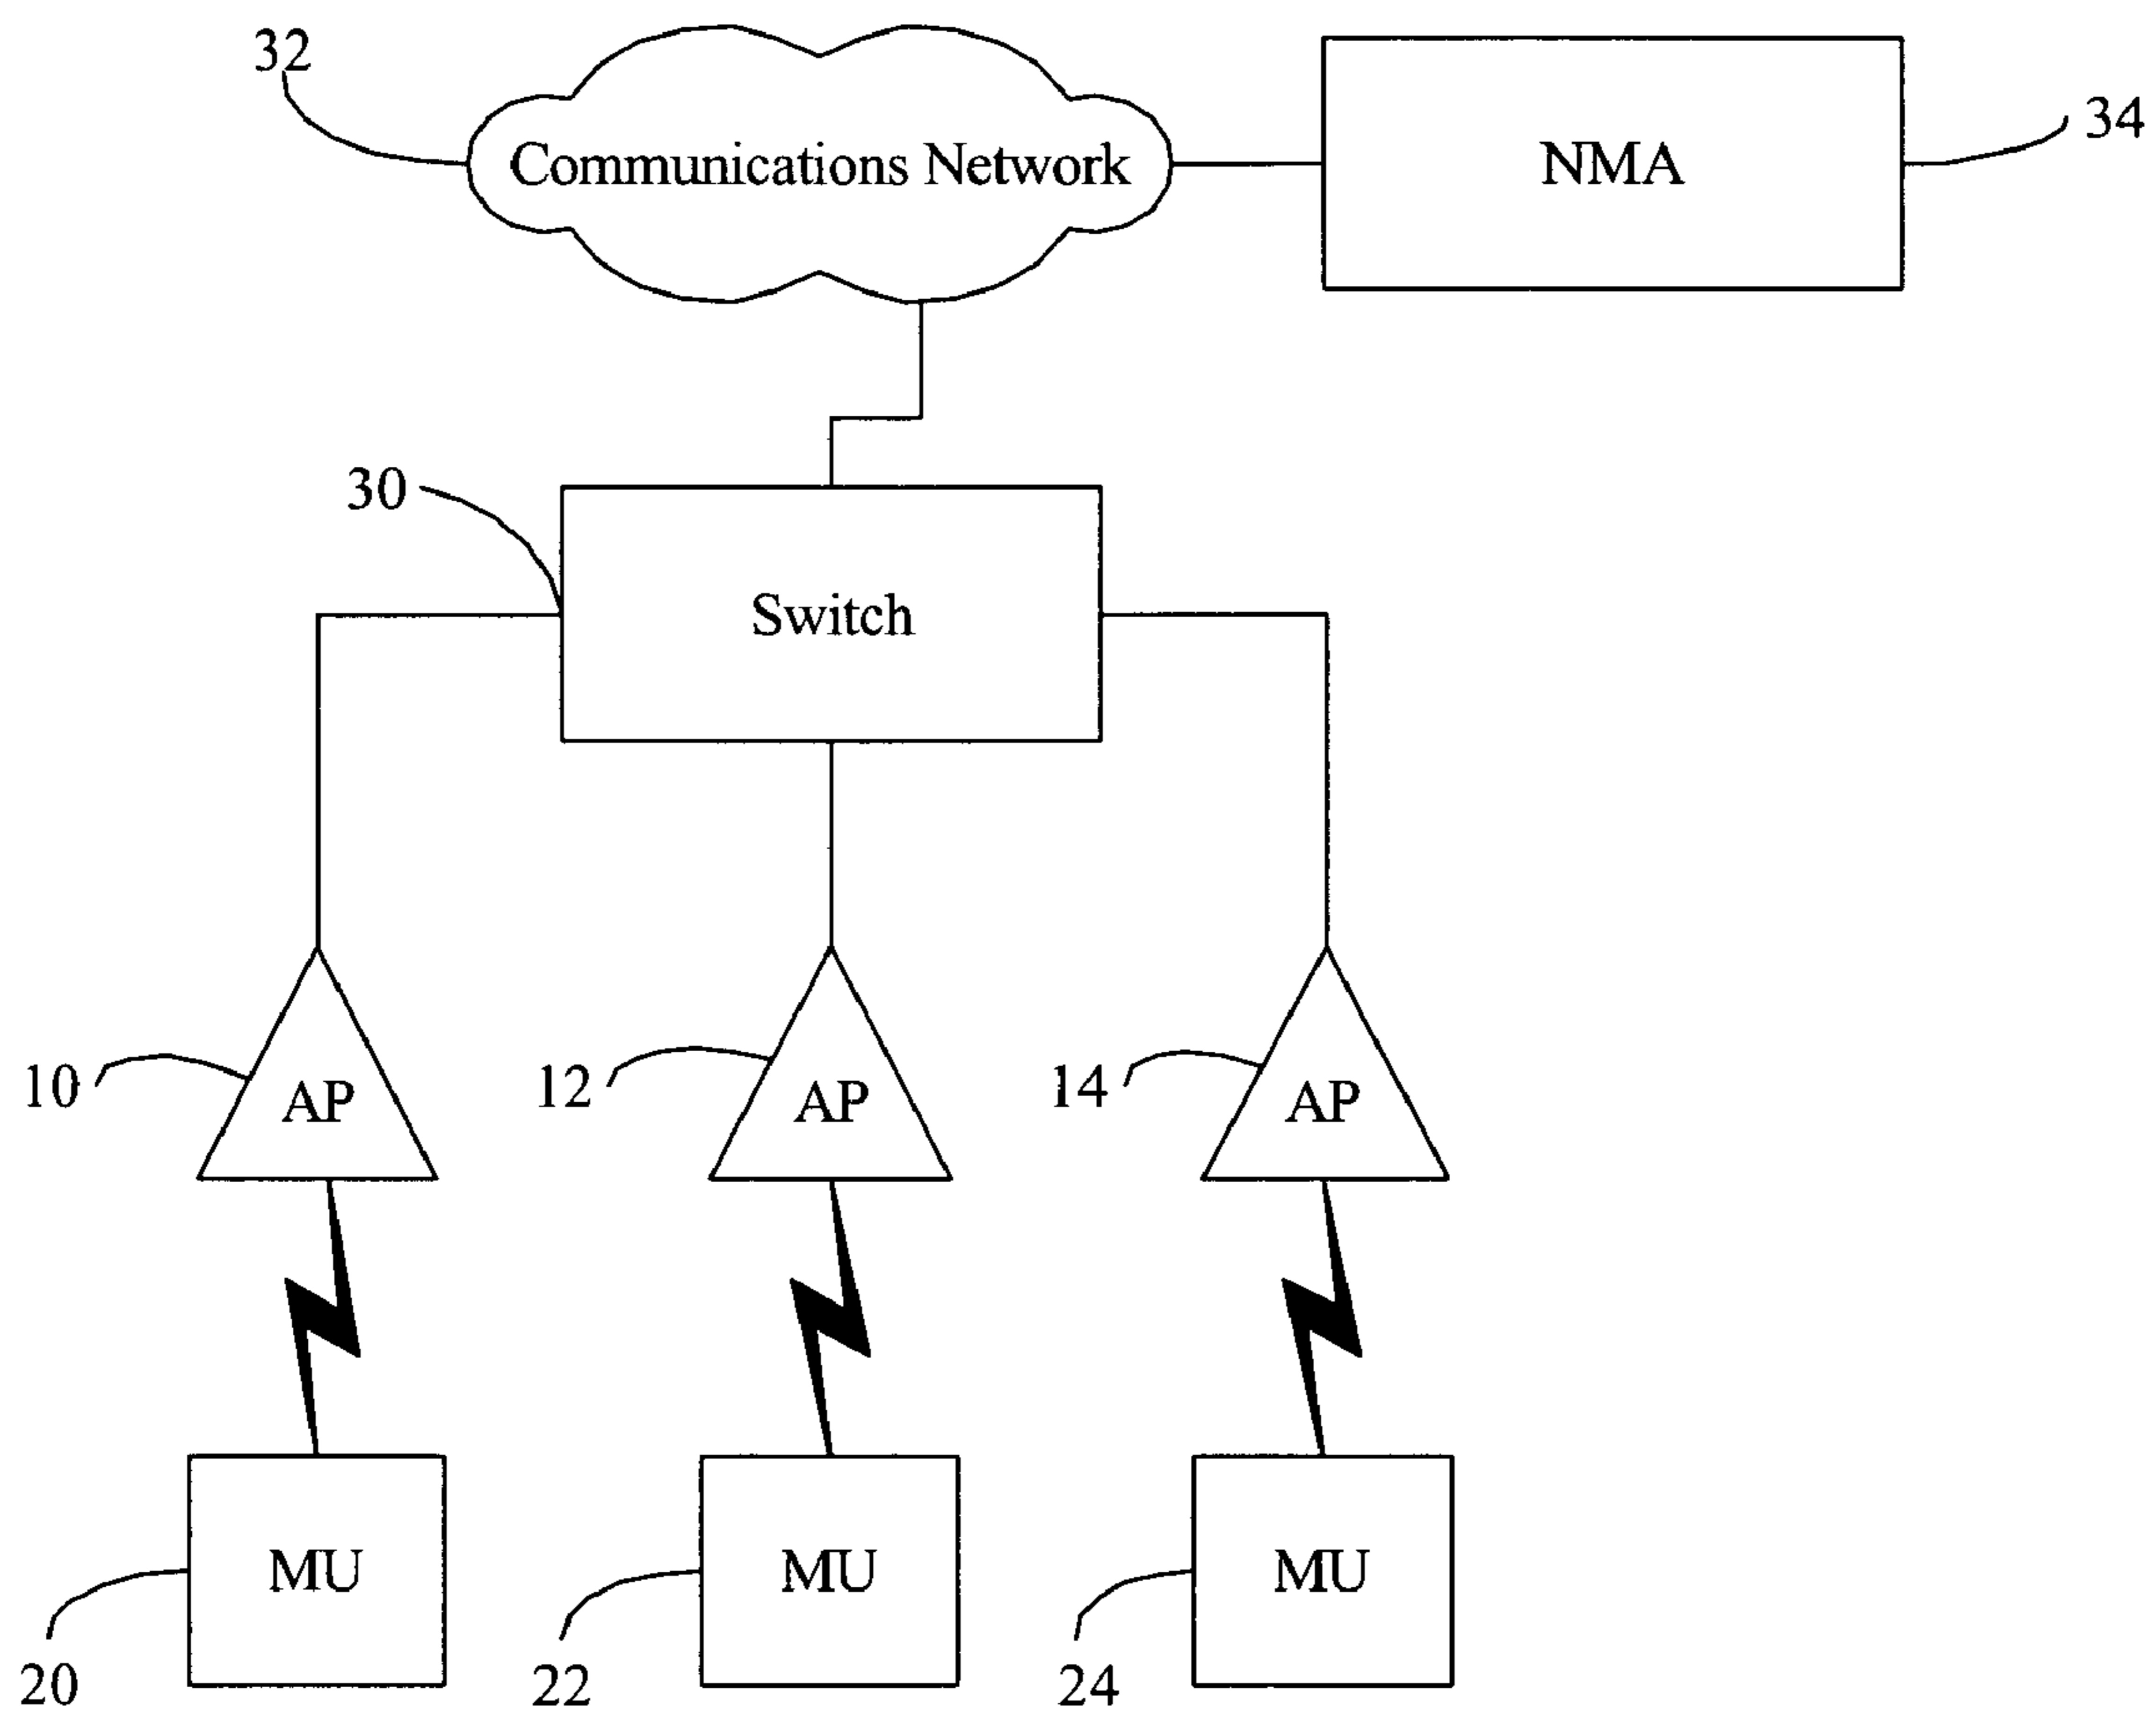 32
Communications Network
NMA
34
30
Switch
10
AP
12
AP
14
AP
MU
MU
MU
20
22
24